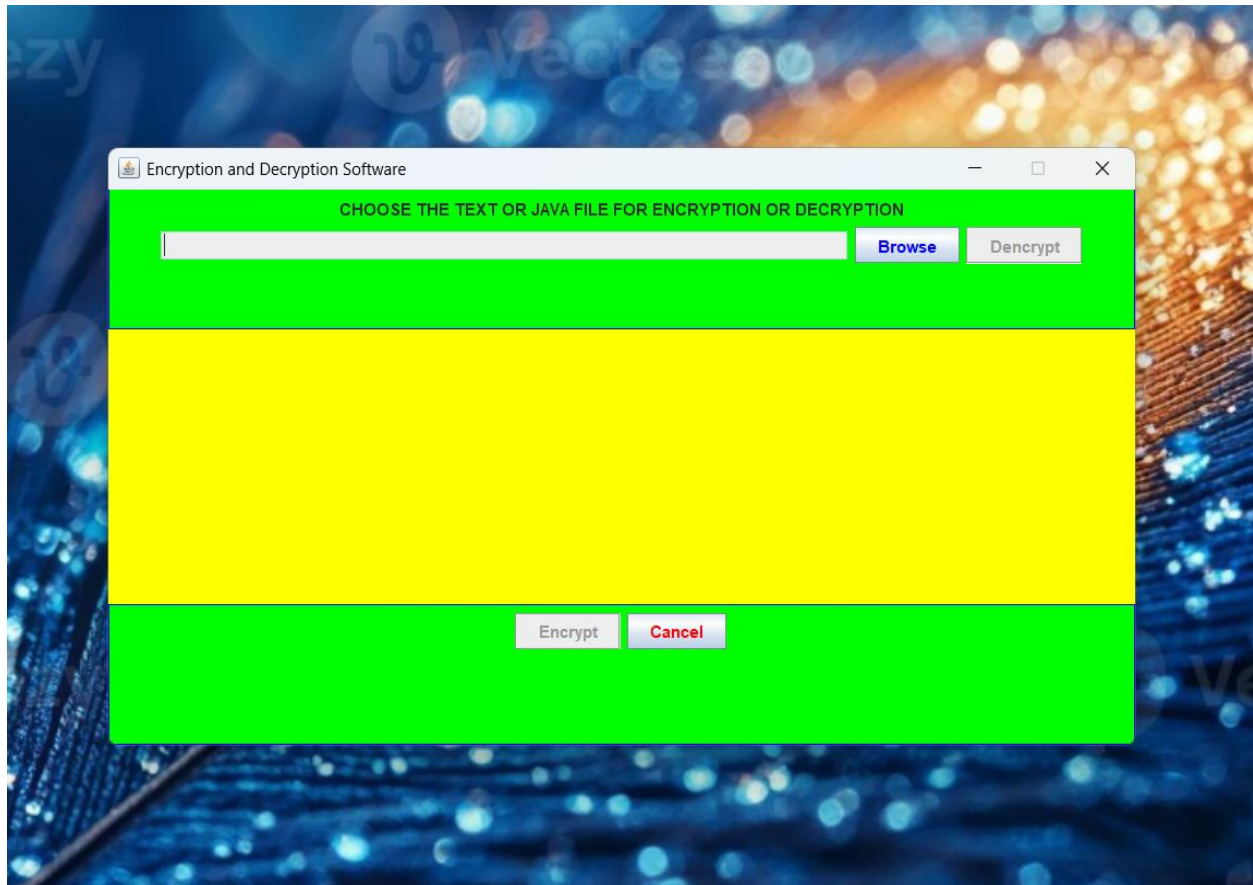 ezy
Vecteezy
Encryption and Decryption Software
CHOOSE THE TEXT OR JAVA FILE FOR ENCRYPTION OR DECRYPTION
Browse
Dencrypt
Encrypt
Cancel
Ve